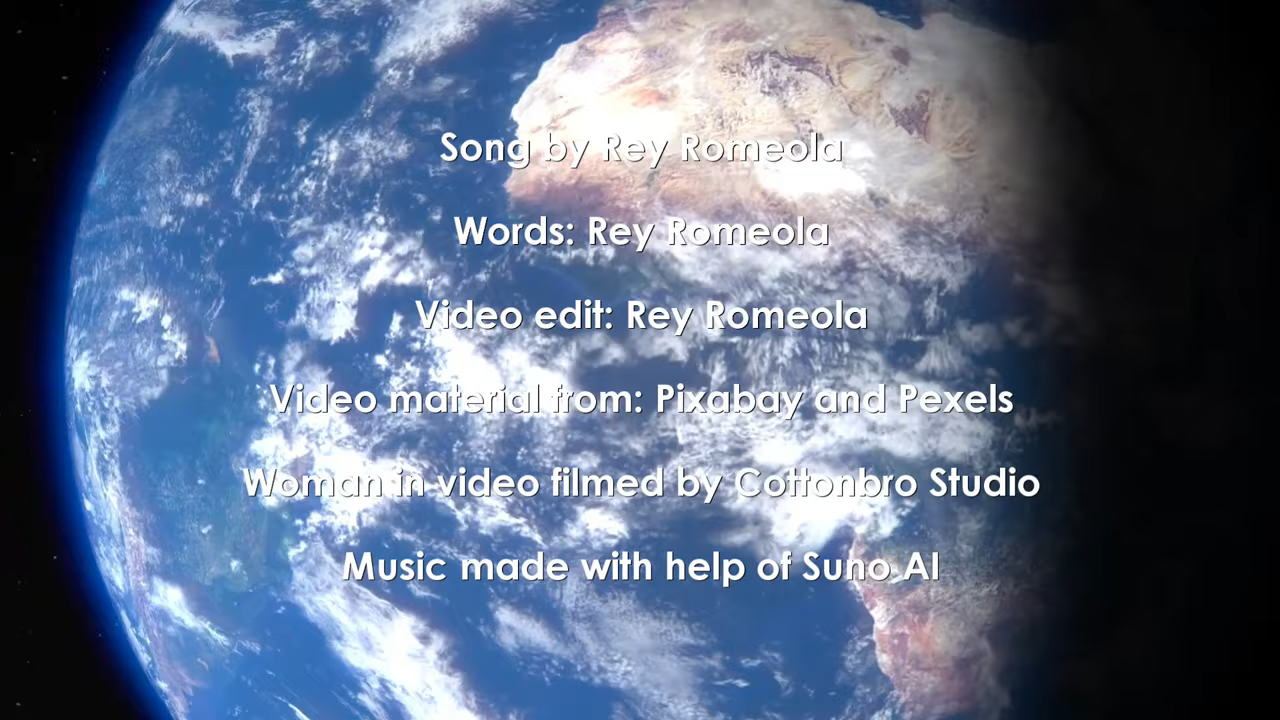 Song by Rey Romeola
Words: Rey Romeola
Video edit: Rey Romeola
Video material from: Pixabay and Pexels
Woman in video filmed by Cottonbro Studio
Music made with help of Suno AI